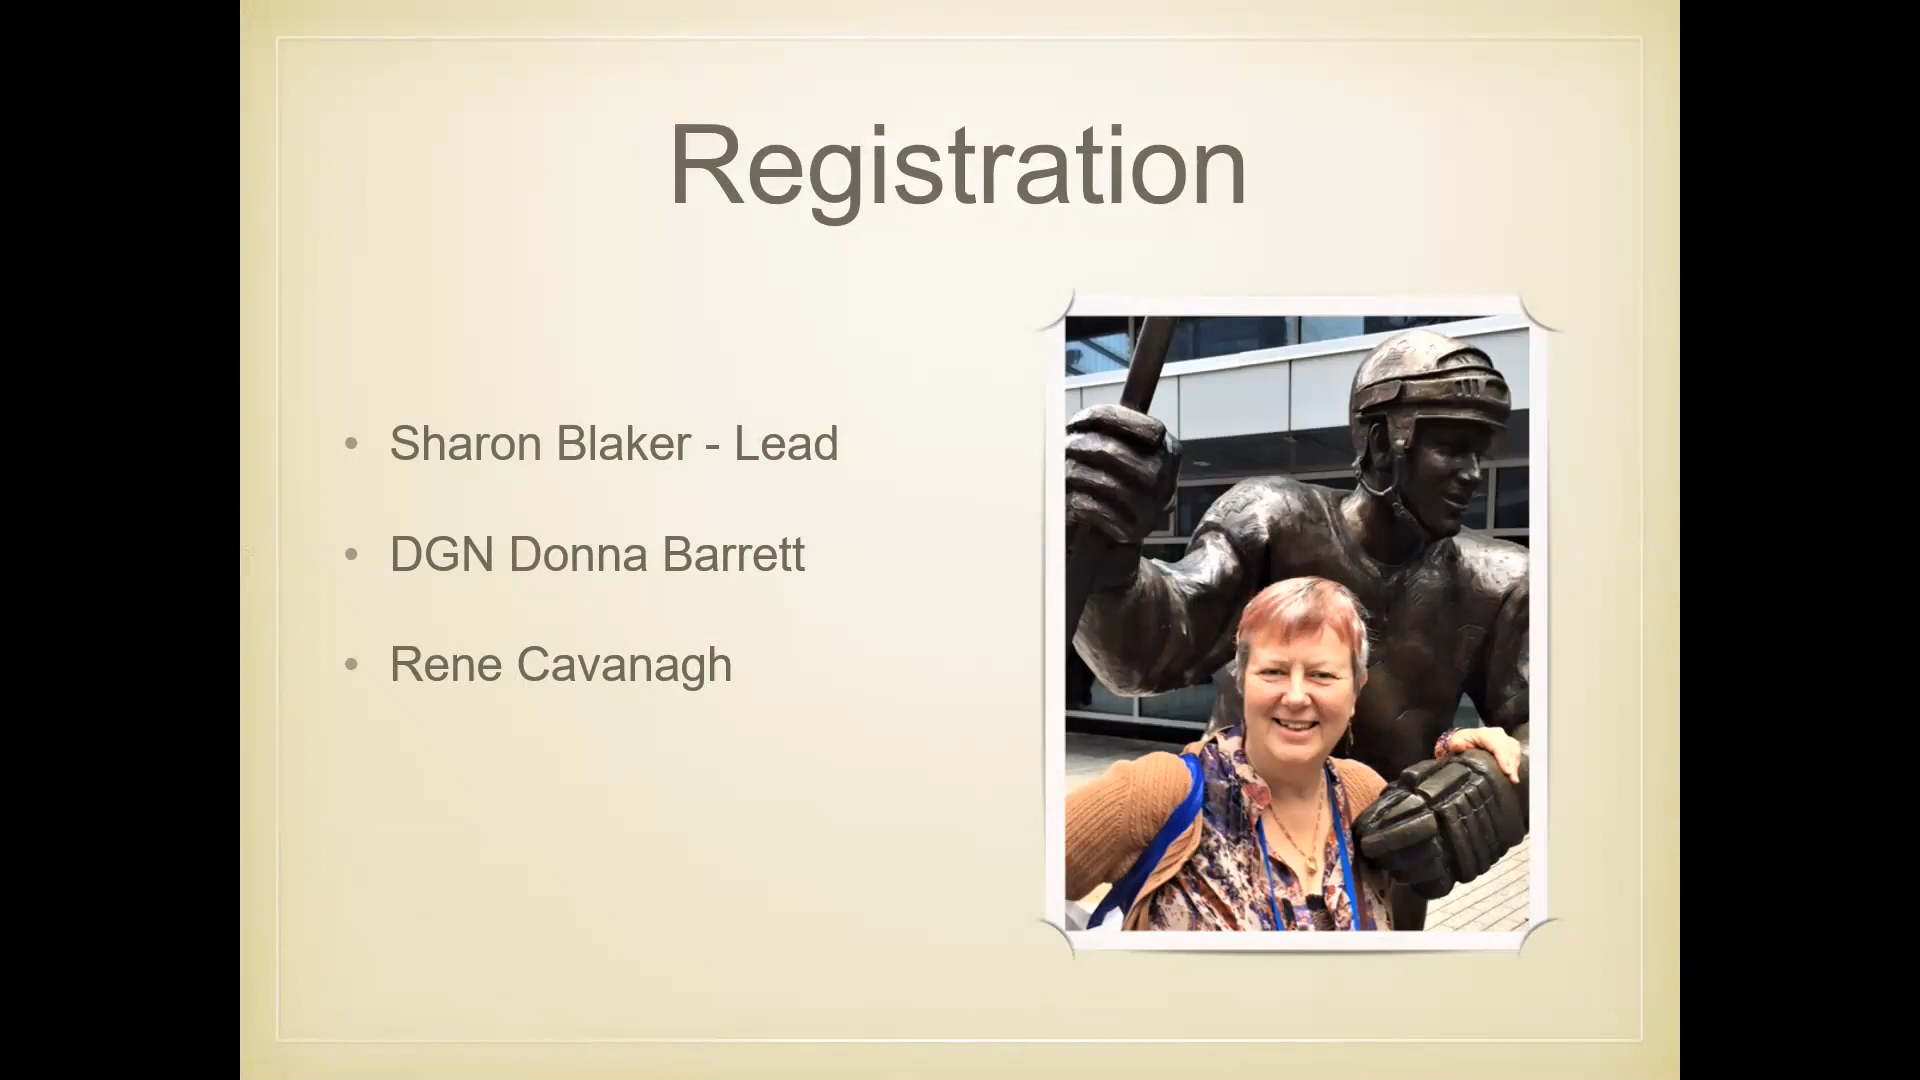 Registration
• Sharon Blaker - Lead
• DGN Donna Barrett
• Rene Cavanagh